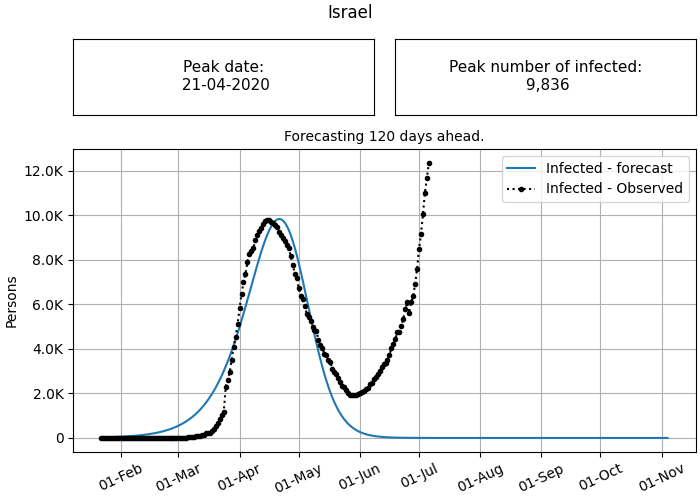 Israel
Peak date:
21-04-2020
Peak number of infected:
9,836
Forecasting 120 days ahead.
Infected - forecast
Infected - Observed
12.0K
10.0K
8.0K
6.0K
4.0K
2.0K
0
Persons
01-Feb
01-Mar
01-Apr
01-May
01-Jun
01-Jul
01-Aug
01-Sep
01-Oct
01-Nov